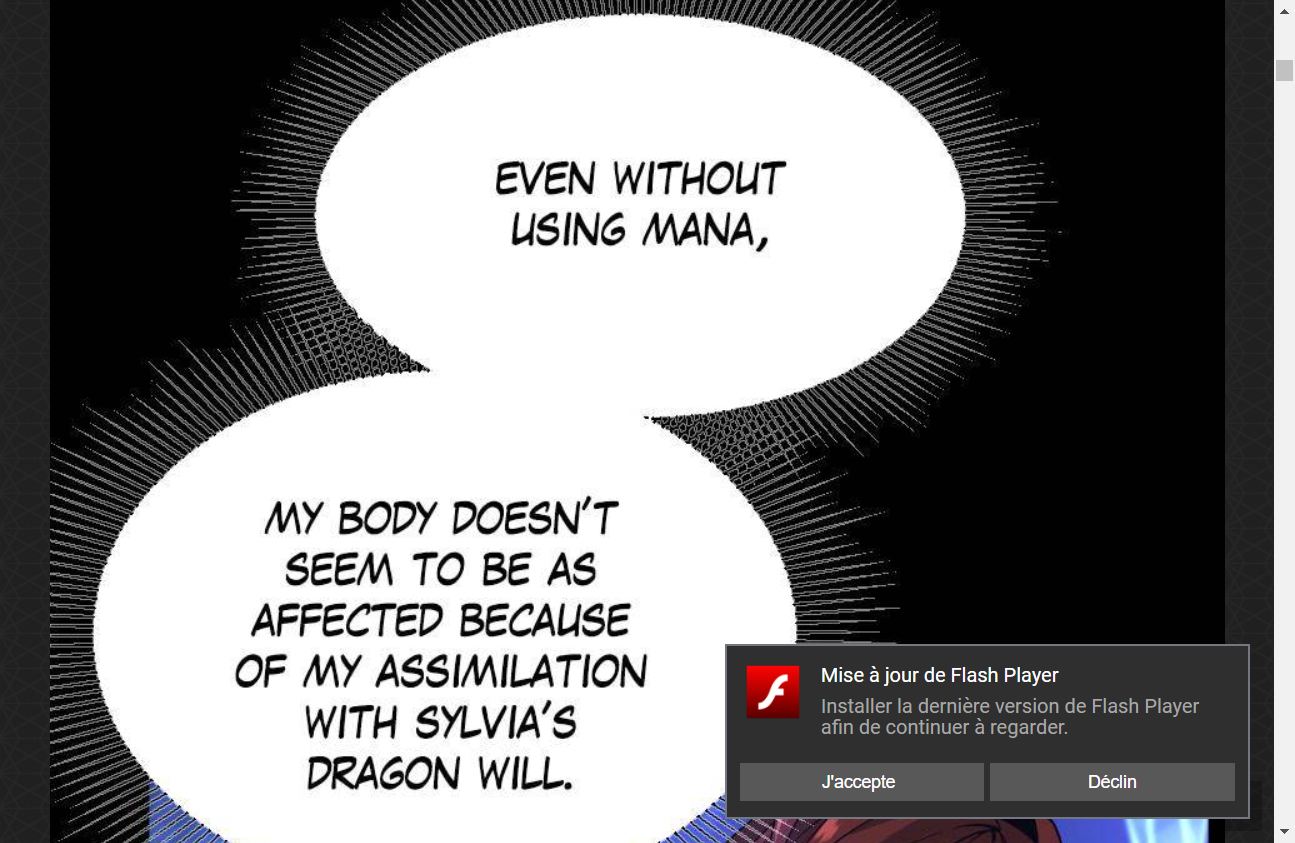 EVEN WITHOUT
USING MANA,
MY BODY DOESN'T
SEEM TO BE AS
AFFECTED BECAUSE
OF MY ASSIMILATION
WITH SYLVIA'S
DRAGON WILL.
Mise à jour de Flash Player
Installer la dernière version de Flash Player
afin de continuer à regarder.
J'accepte
Déclin